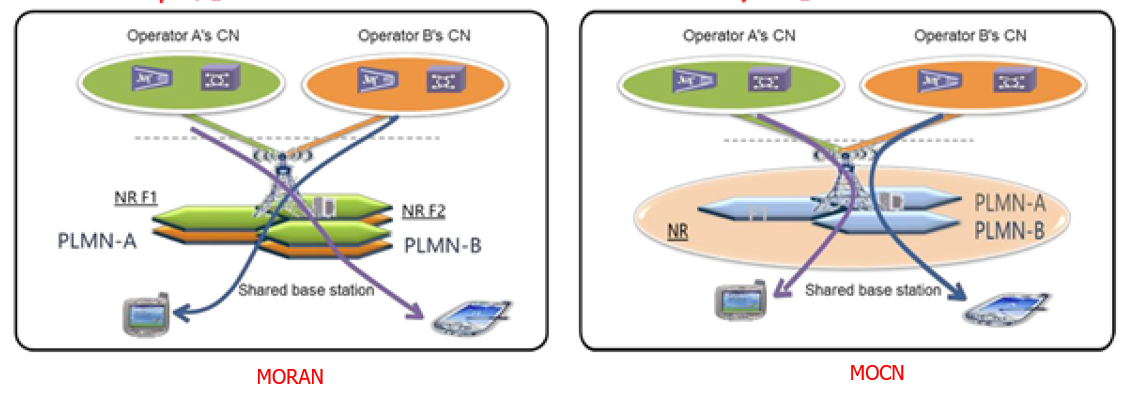 Operator A's CN
Operator B's CN
NR F1
NR F2
PLMN-A
PLMN-B
Shared base station
MORAN
Operator A's CN
Operator B's CN
PLMN-A
F1
NR
PLMN-B
Shared base station
MOCN